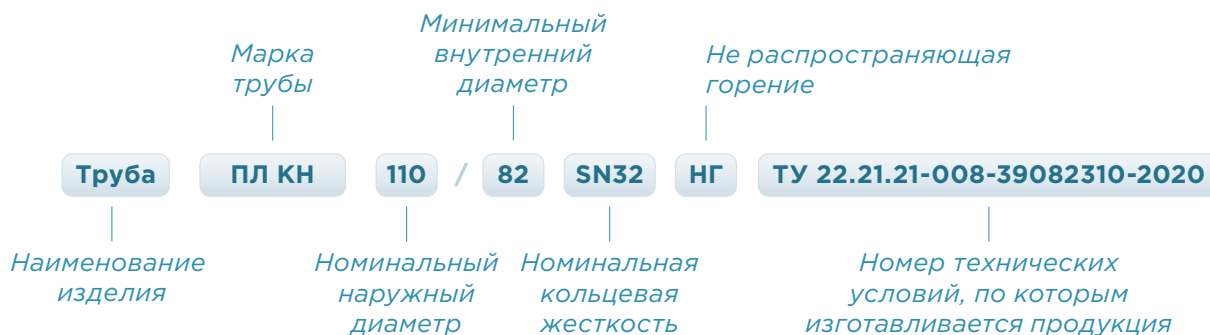 Марка
трубы
Минимальный
внутренний
диаметр
Не распространяющая
горение
Труба ПЛ КН 110 / 82 SN32 НГ ТУ 22.21.21-008-39082310-2020
Наименование
изделия
Номинальный
наружный
диаметр
Номинальная
кольцевая
жесткость
Номер технических
условий, по которым
изготавливается продукция